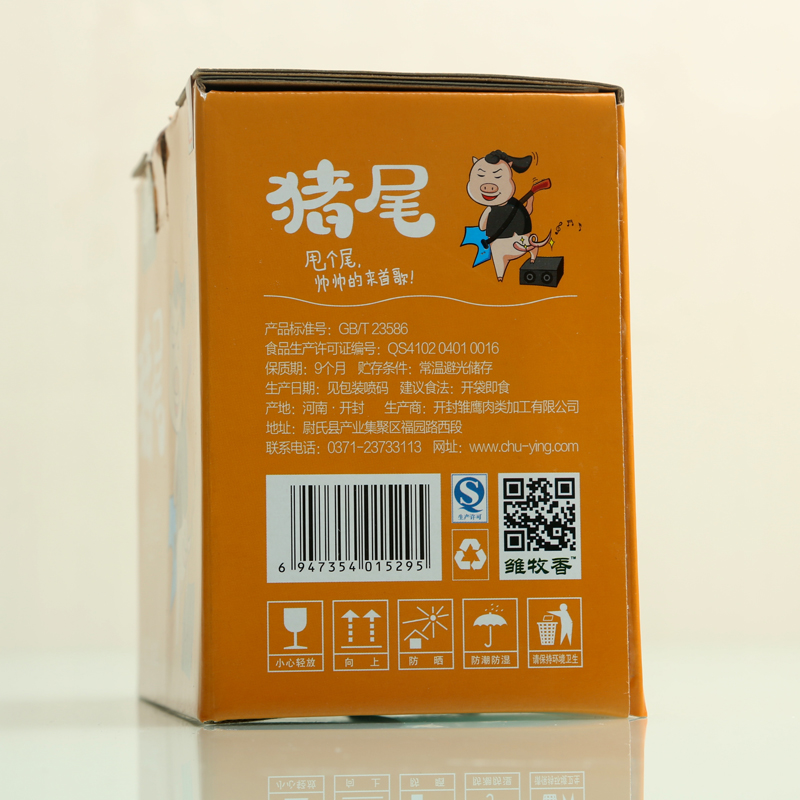 猪尾
甩个尾，
帅帅的来首歌！
产品标准号：GB/T 23586
食品生产许可证编号：QS4102 0401 0016
保质期：9个月 贮存条件：常温避光储存
生产日期：见包装喷码 建议食法：开袋即食
产地：河南·开封 生产商：开封雏鹰肉类加工有限公司
地址：尉氏县产业集聚区福园路西段
联系电话：0371-23733113 网址：www.chu-ying.com
QS
生产许可
6 947354 015295
雏牧香™
小心轻放
向上
防晒
防潮防湿
请保持环境卫生